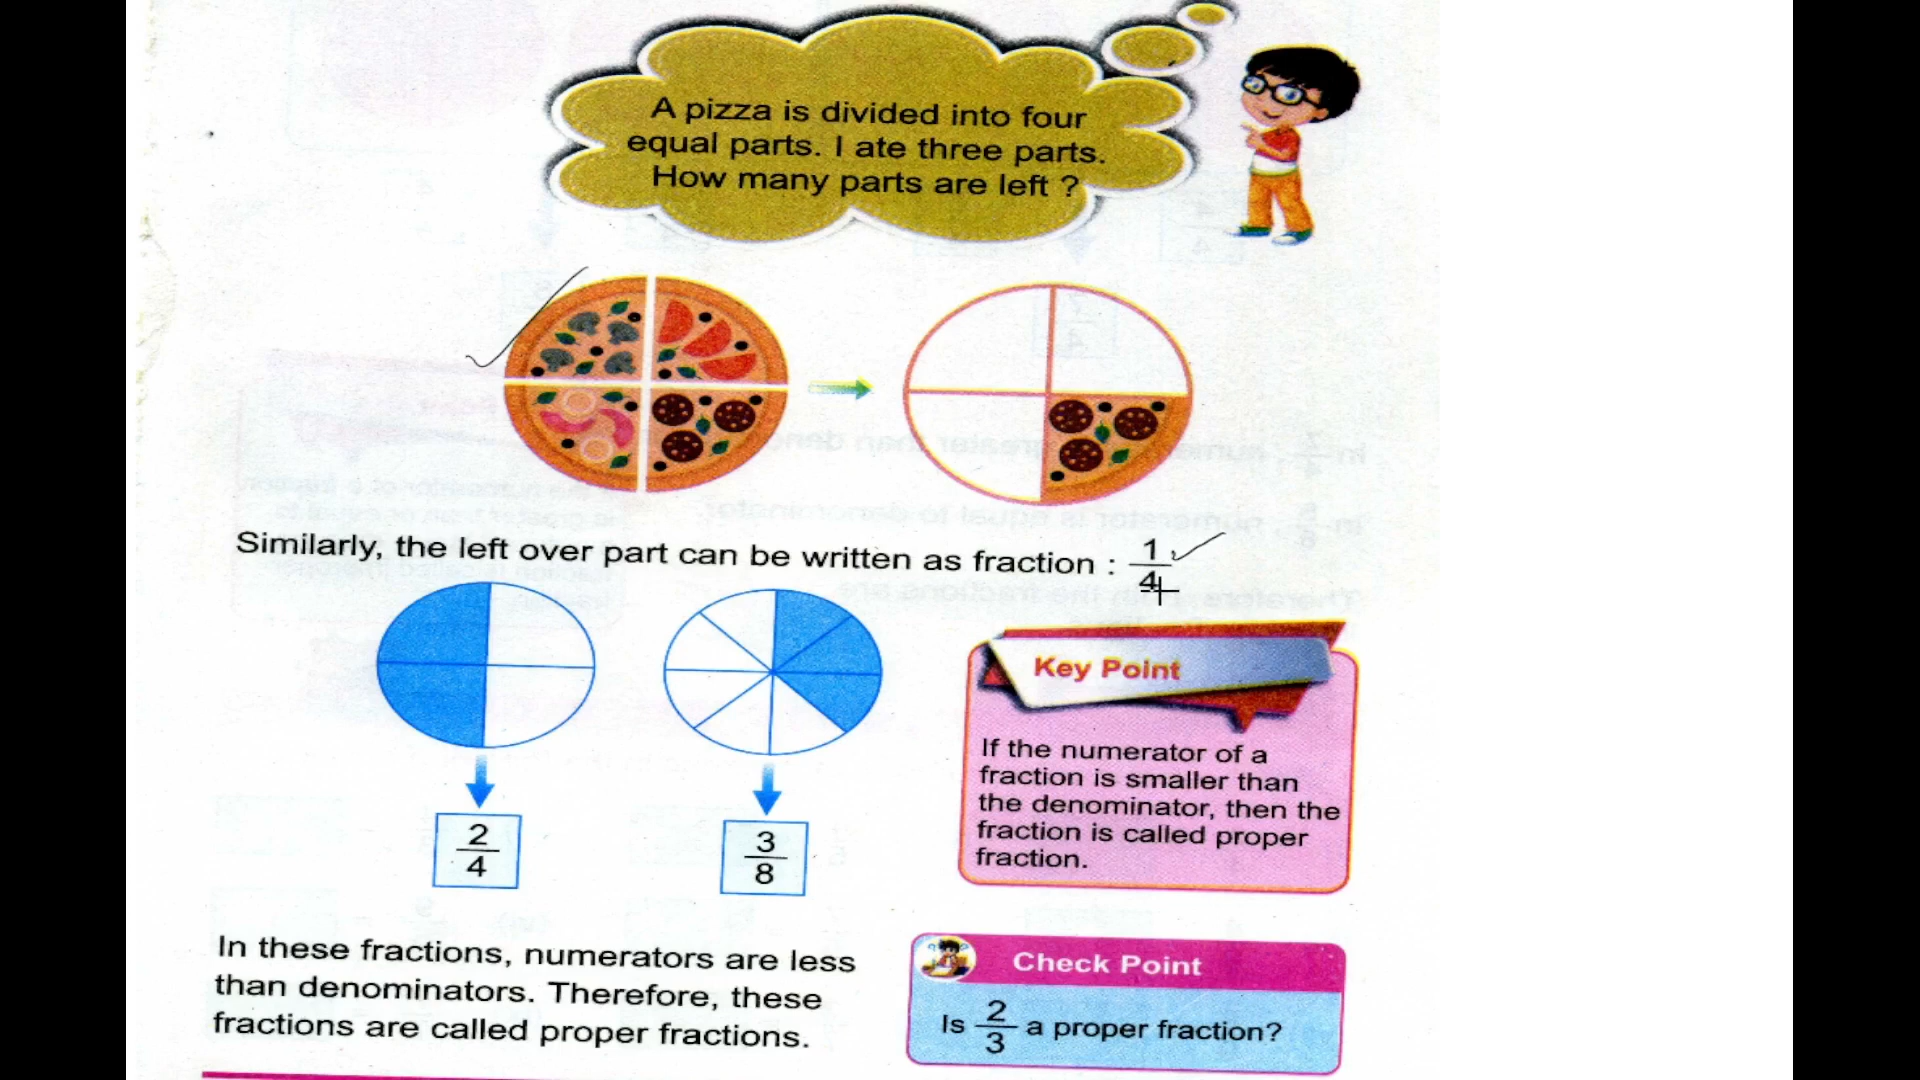 A pizza is divided into four
equal parts. I ate three parts.
How many parts are left ?
Similarly, the left over part can be written as fraction : 1/4
2/4
3/8
Key Point
If the numerator of a
fraction is smaller than
the denominator, then the
fraction is called proper
fraction.
In these fractions, numerators are less
than denominators. Therefore, these
fractions are called proper fractions.
Check Point
Is 2/3 a proper fraction?